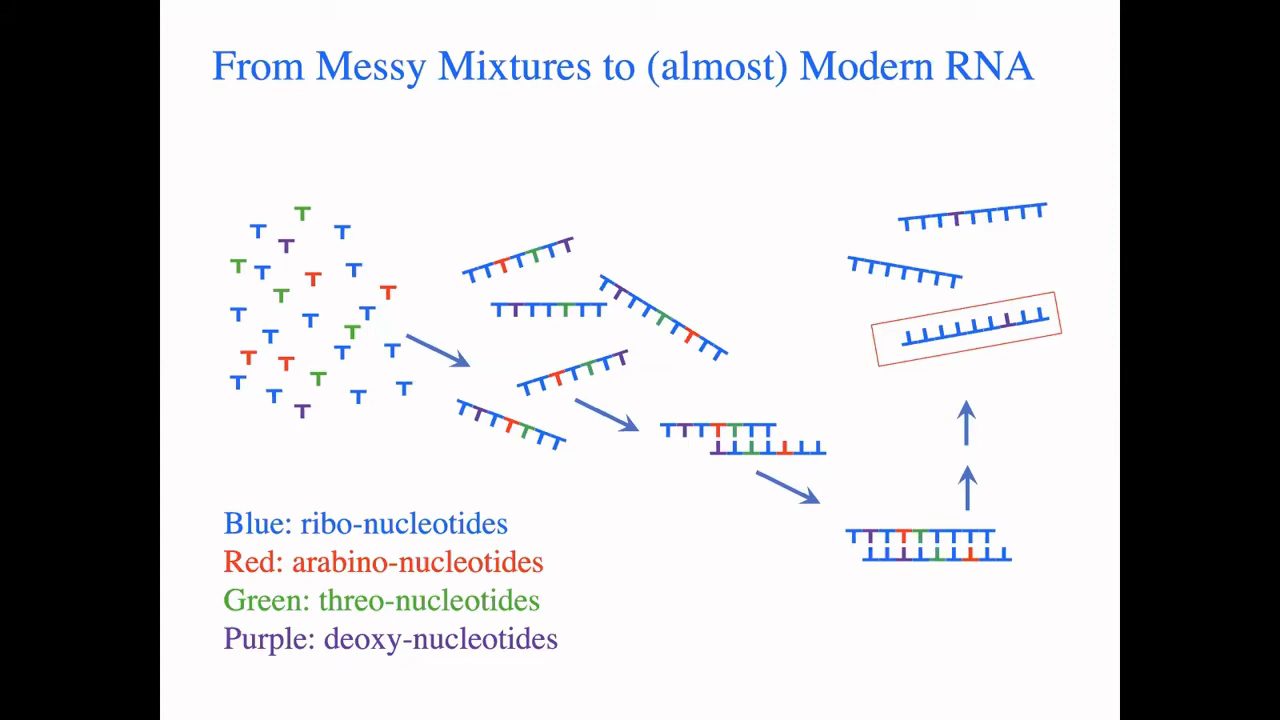 From Messy Mixtures to (almost) Modern RNA
Blue: ribo-nucleotides
Red: arabino-nucleotides
Green: threo-nucleotides
Purple: deoxy-nucleotides